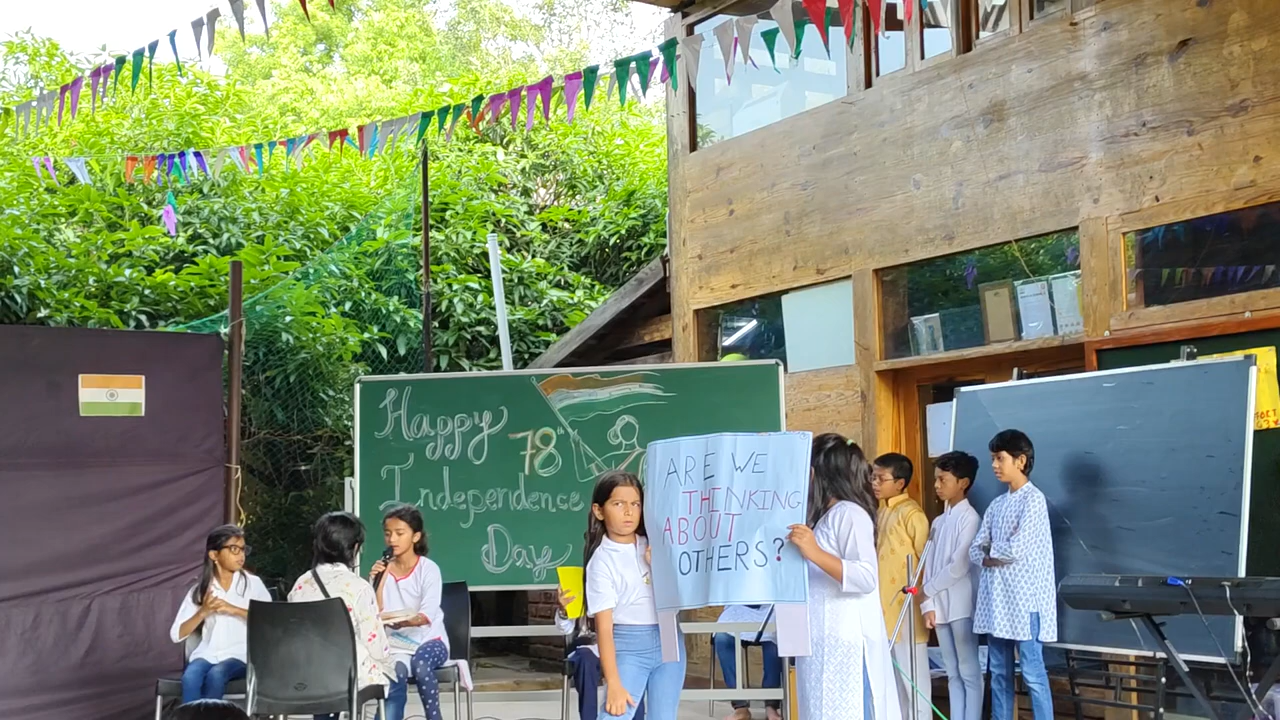 Happy
78th
Independence
Day
ARE WE
THINKING
ABOUT
OTHERS?